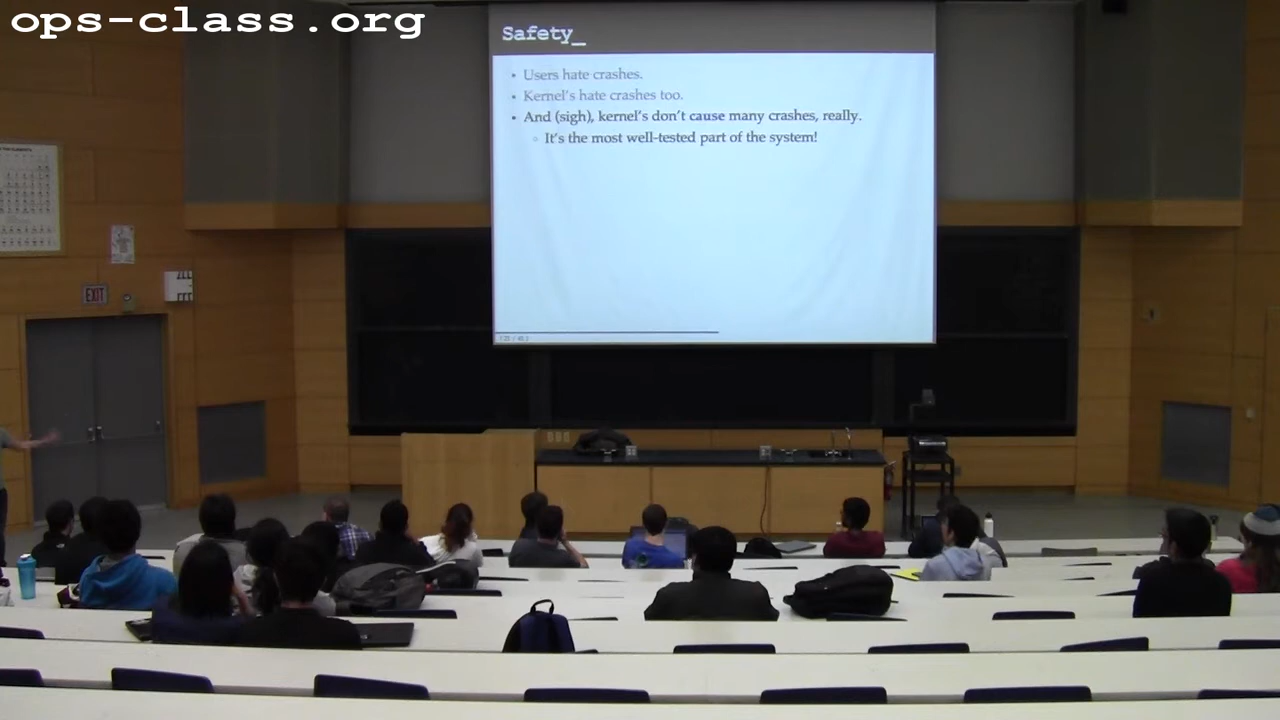 ops-class.org
Safety_
• Users hate crashes.
• Kernel's hate crashes too.
• And (sigh), kernel's don't cause many crashes, really.
◦ It's the most well-tested part of the system!
EXIT